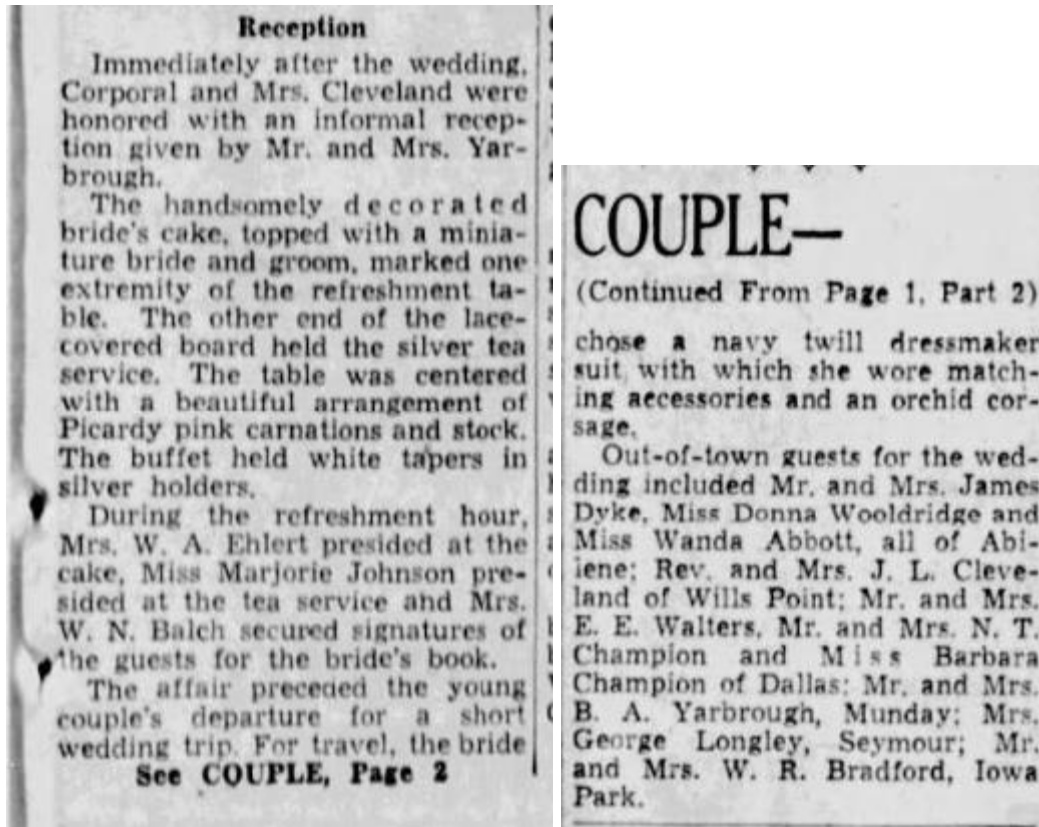 Reception
Immediately after the wedding,
Corporal and Mrs. Cleveland were
honored with an informal recep-
tion given by Mr. and Mrs. Yar-
brough.
The handsomely decorated
bride's cake, topped with a minia-
ture bride and groom, marked one
extremity of the refreshment ta-
ble. The other end of the lace-
covered board held the silver tea
service. The table was centered
with a beautiful arrangement of
Picardy pink carnations and stock.
The buffet held white tapers in
silver holders.
During the refreshment hour,
Mrs. W. A. Ehlert presided at the
cake, Miss Marjorie Johnson pre-
sided at the tea service and Mrs.
W. N. Balch secured signatures of
the guests for the bride's book.
The affair preceded the young
couple's departure for a short
wedding trip. For travel, the bride
See COUPLE, Page 2
COUPLE—
(Continued From Page 1, Part 2)
chose a navy twill dressmaker
suit with which she wore match-
ing accessories and an orchid cor-
sage.
Out-of-town guests for the wed-
ding included Mr. and Mrs. James
Dyke, Miss Donna Wooldridge and
Miss Wanda Abbott, all of Abi-
lene; Rev. and Mrs. J. L. Cleve-
land of Wills Point; Mr. and Mrs.
E. E. Walters, Mr. and Mrs. N. T.
Champion and Miss Barbara
Champion of Dallas; Mr. and Mrs.
B. A. Yarbrough, Munday; Mrs.
George Longley, Seymour; Mr.
and Mrs. W. R. Bradford, Iowa
Park.